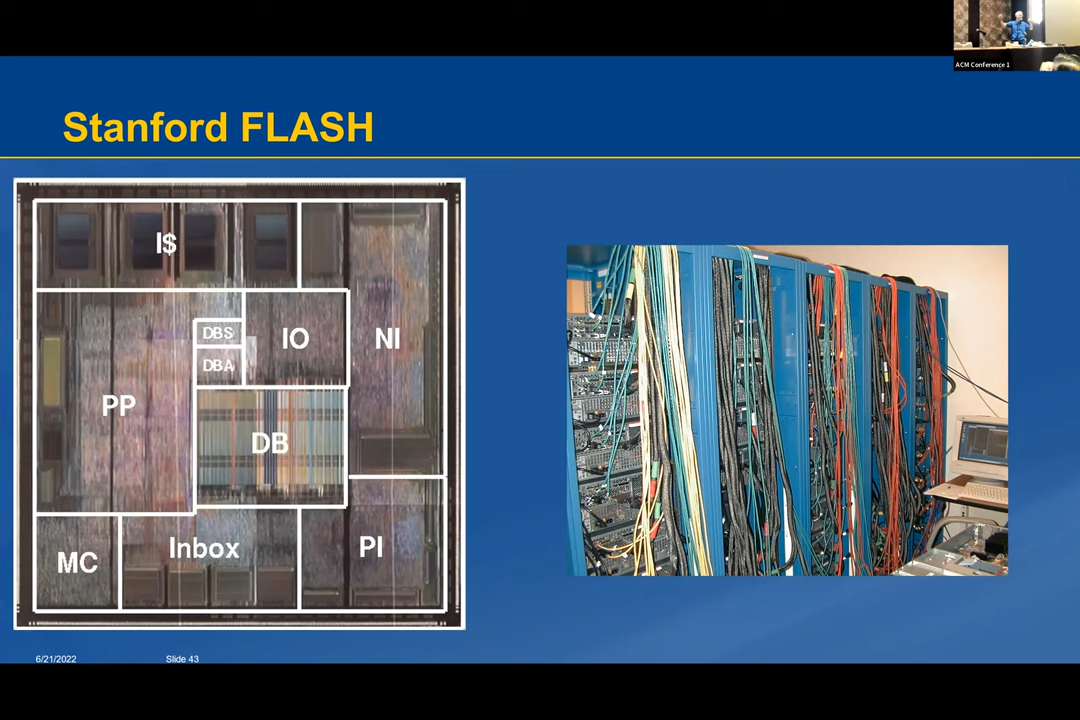 ACM Conference 1
Stanford FLASH
I$
DBS
IO
NI
DBA
PP
DB
Inbox
PI
MC
6/21/2022
Slide 43